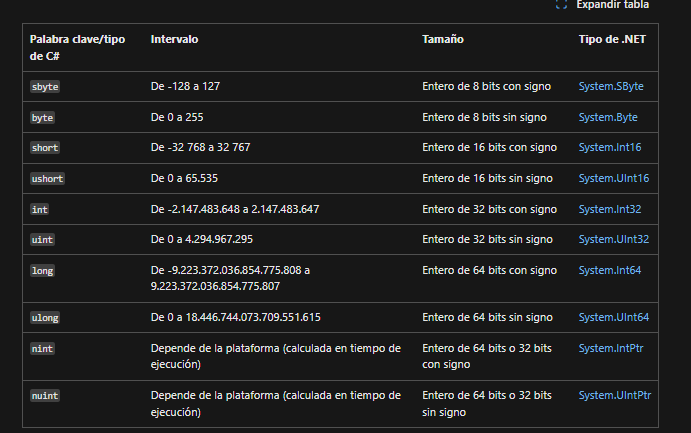 Expandir tabla
Palabra clave/tipo de C# Intervalo Tamaño Tipo de .NET
sbyte De -128 a 127 Entero de 8 bits con signo System.SByte
byte De 0 a 255 Entero de 8 bits sin signo System.Byte
short De -32 768 a 32 767 Entero de 16 bits con signo System.Int16
ushort De 0 a 65.535 Entero de 16 bits sin signo System.UInt16
int De -2.147.483.648 a 2.147.483.647 Entero de 32 bits con signo System.Int32
uint De 0 a 4.294.967.295 Entero de 32 bits sin signo System.UInt32
long De -9.223.372.036.854.775.808 a 9.223.372.036.854.775.807 Entero de 64 bits con signo System.Int64
ulong De 0 a 18.446.744.073.709.551.615 Entero de 64 bits sin signo System.UInt64
nint Depende de la plataforma (calculada en tiempo de ejecución) Entero de 64 bits o 32 bits con signo System.IntPtr
nuint Depende de la plataforma (calculada en tiempo de ejecución) Entero de 64 bits o 32 bits sin signo System.UIntPtr